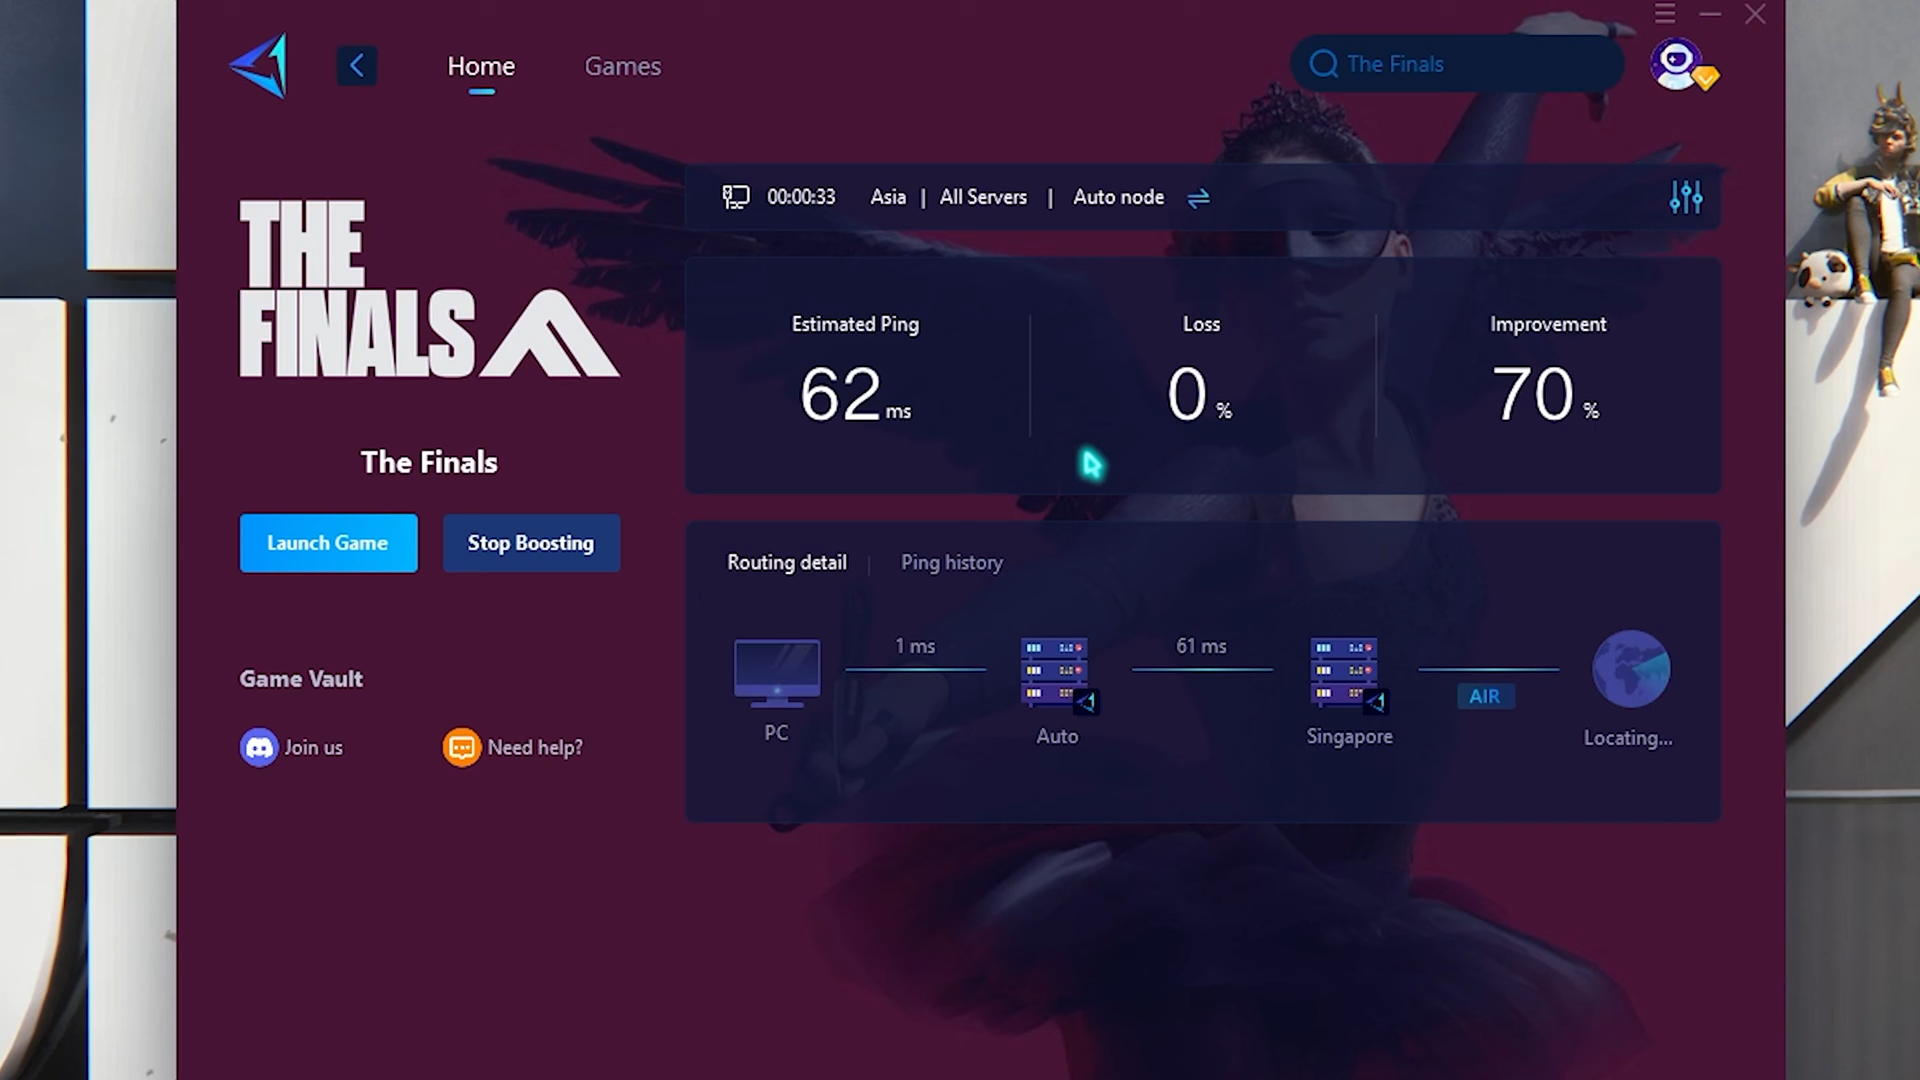 Home
Games
The Finals
THE
FINALS
00:00:33 Asia | All Servers | Auto node
Estimated Ping
62 ms
Loss
0 %
Improvement
70 %
The Finals
Launch Game
Stop Boosting
Routing detail
Ping history
1 ms
61 ms
AIR
PC
Auto
Singapore
Locating...
Game Vault
Join us
Need help?